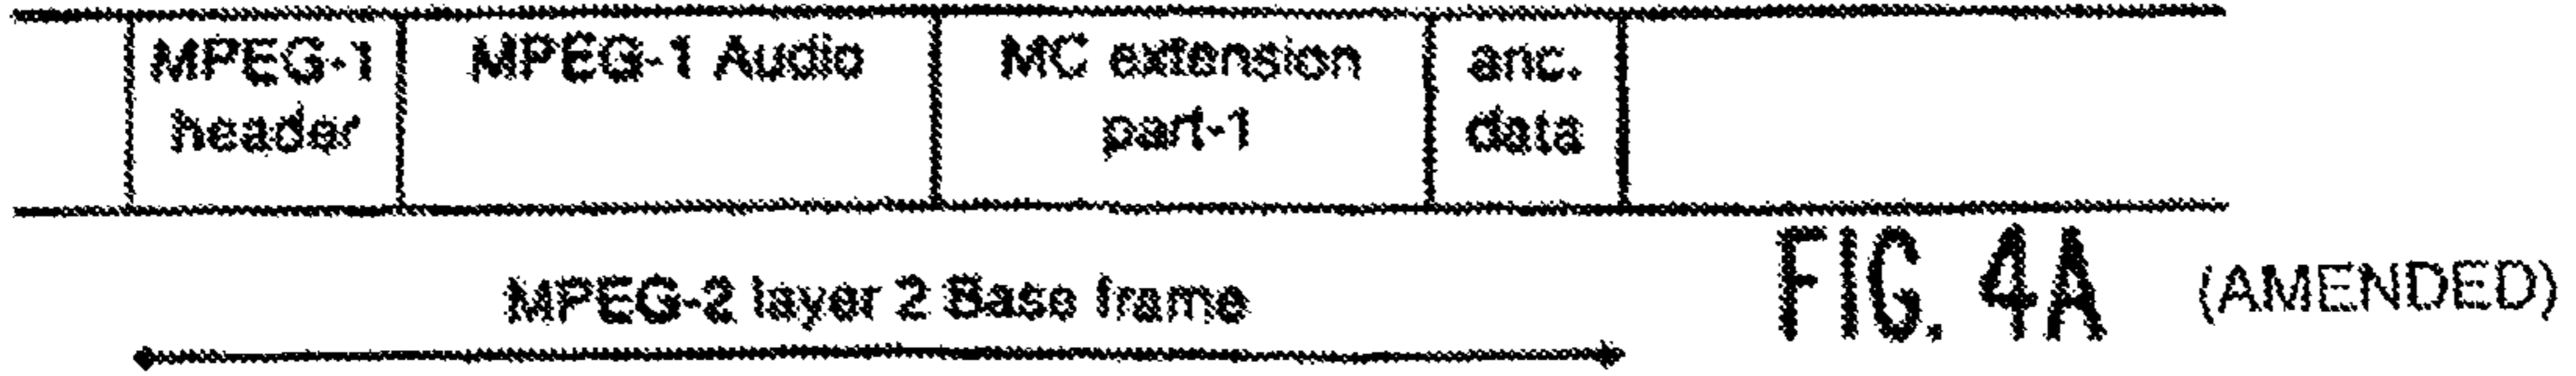 MPEG-1
header
MPEG-1 Audio
MC extension
part-1
anc.
data
MPEG-2 layer 2 Base frame
FIG. 4A (AMENDED)